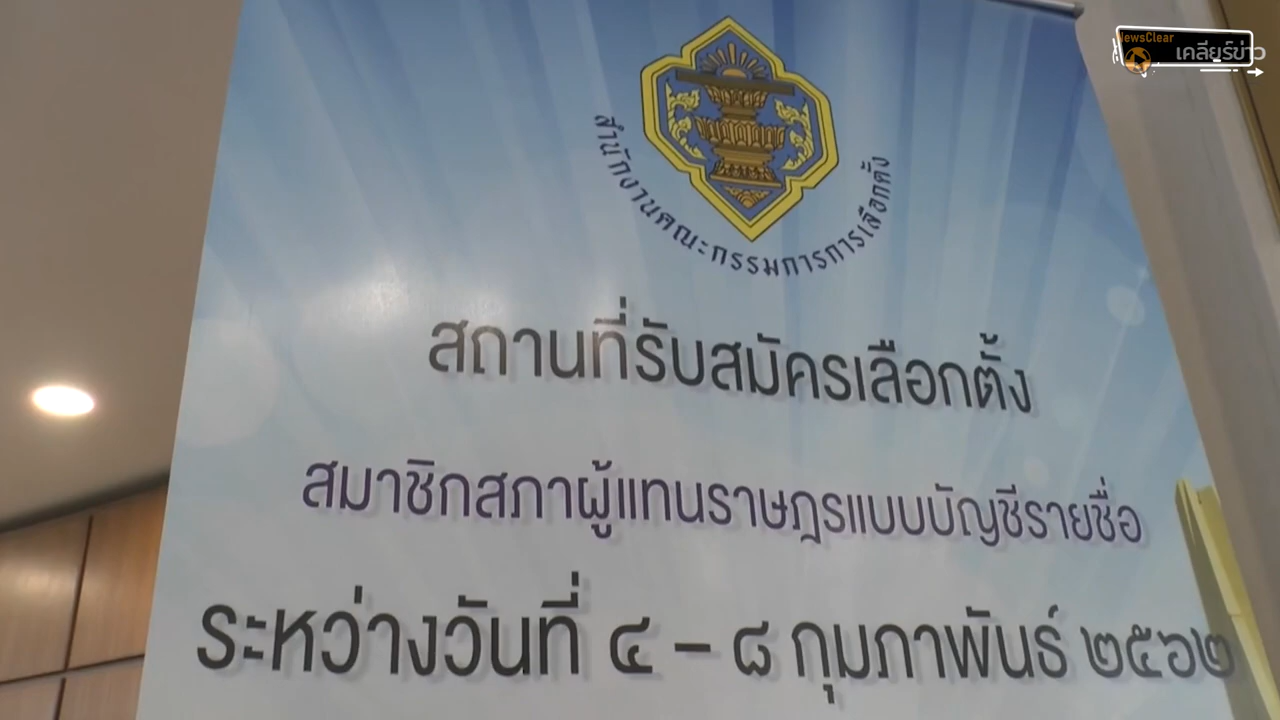 NewsClear
เคลียร์ข่าว
สำนักงานคณะกรรมการการเลือกตั้ง
สถานที่รับสมัครเลือกตั้ง
สมาชิกสภาผู้แทนราษฎรแบบบัญชีรายชื่อ
ระหว่างวันที่ ๔ – ๘ กุมภาพันธ์ ๒๕๖๒